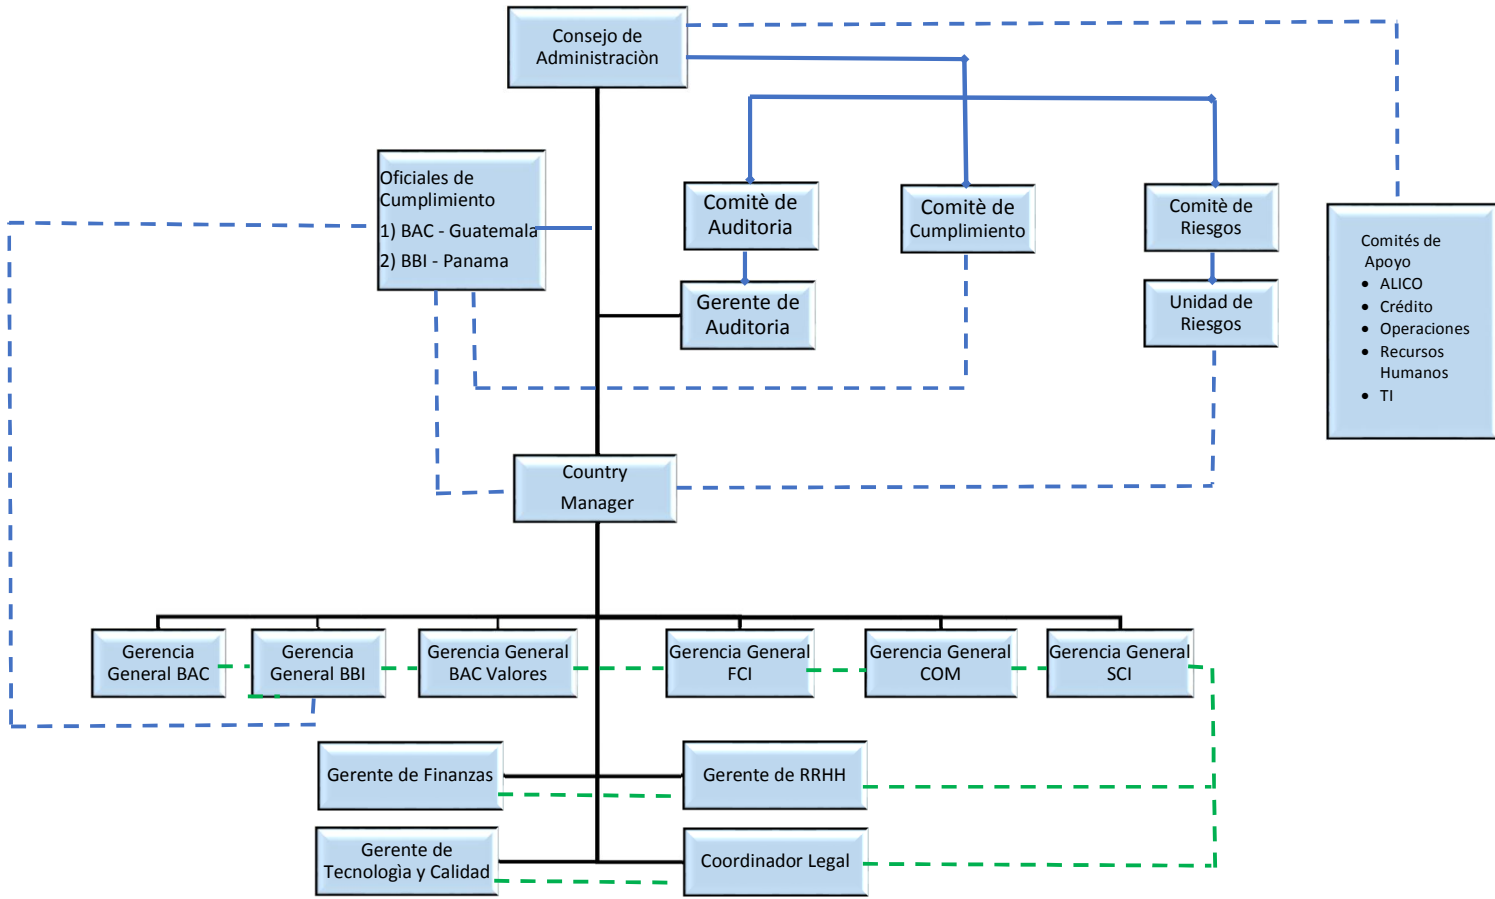 Consejo de
Administraciòn
Oficiales de
Cumplimiento
1) BAC - Guatemala
2) BBI - Panama
Comitè de
Auditoria
Comitè de
Cumplimiento
Comitè de
Riesgos
Comités de
Apoyo
• ALICO
• Crédito
• Operaciones
• Recursos
Humanos
• TI
Gerente de
Auditoria
Unidad de
Riesgos
Country
Manager
Gerencia
General BAC
Gerencia
General BBI
Gerencia General
BAC Valores
Gerencia General
FCI
Gerencia General
COM
Gerencia General
SCI
Gerente de Finanzas
Gerente de RRHH
Gerente de
Tecnologìa y Calidad
Coordinador Legal